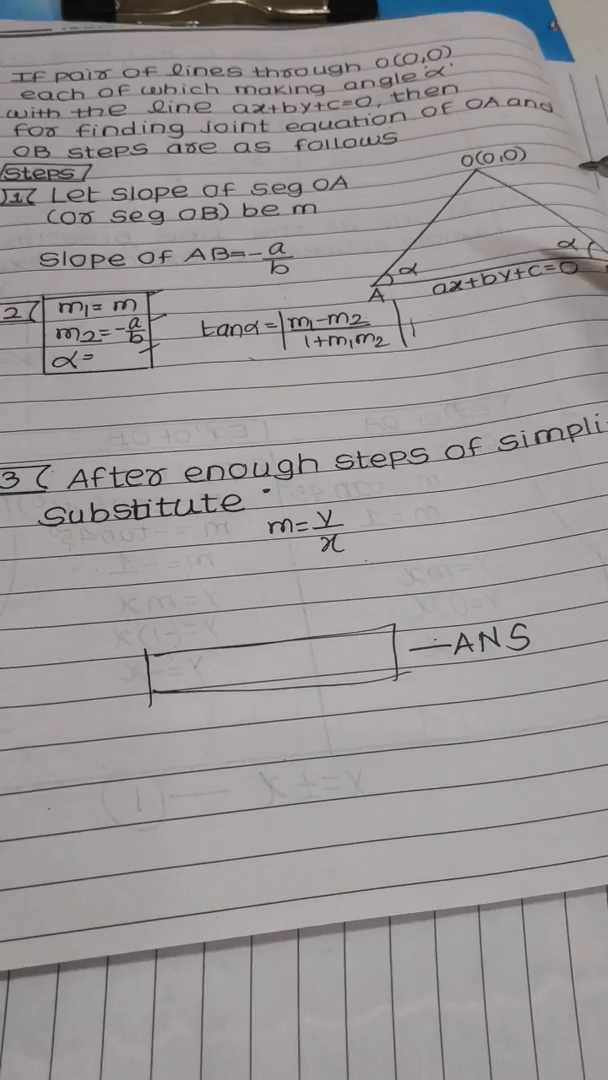 If pair of lines through O(0,0)
each of which making angle α
with the line ax+by+c=0, then
for finding joint equation of OA and
OB steps are as follows
Steps
1) Let slope of seg OA
(or seg OB) be m
Slope of AB=-a/b
O(0,0)
α
α
A
ax+by+c=0
2) m1=m
m2=-a/b
α=
tanα=|m1-m2/1+m1m2|
3) After enough steps of simpli
substitute
m=y/x
—ANS